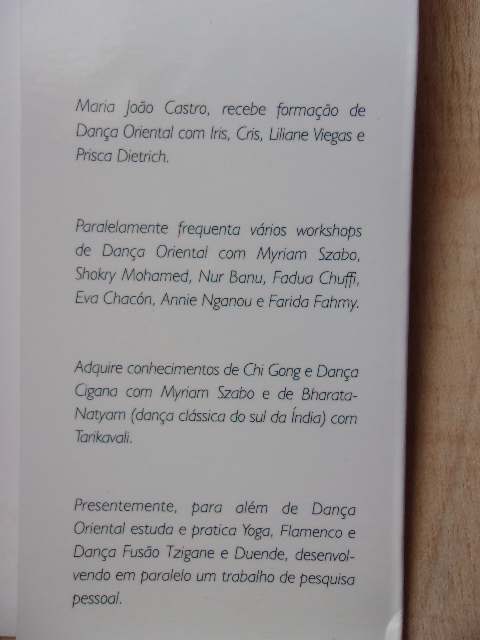 Maria João Castro, recebe formação de
Dança Oriental com Iris, Cris, Liliane Viegas e
Prisca Dietrich.
Paralelamente frequenta vários workshops
de Dança Oriental com Myriam Szabo,
Shokry Mohamed, Nur Banu, Fadua Chuffi,
Eva Chacón, Annie Nganou e Farida Fahmy.
Adquire conhecimentos de Chi Gong e Dança
Cigana com Myriam Szabo e de Bharata-
Natyam (dança clássica do sul da Índia) com
Tarikavali.
Presentemente, para além de Dança
Oriental estuda e pratica Yoga, Flamenco e
Dança Fusão Tzigane e Duende, desenvol-
vendo em paralelo um trabalho de pesquisa
pessoal.